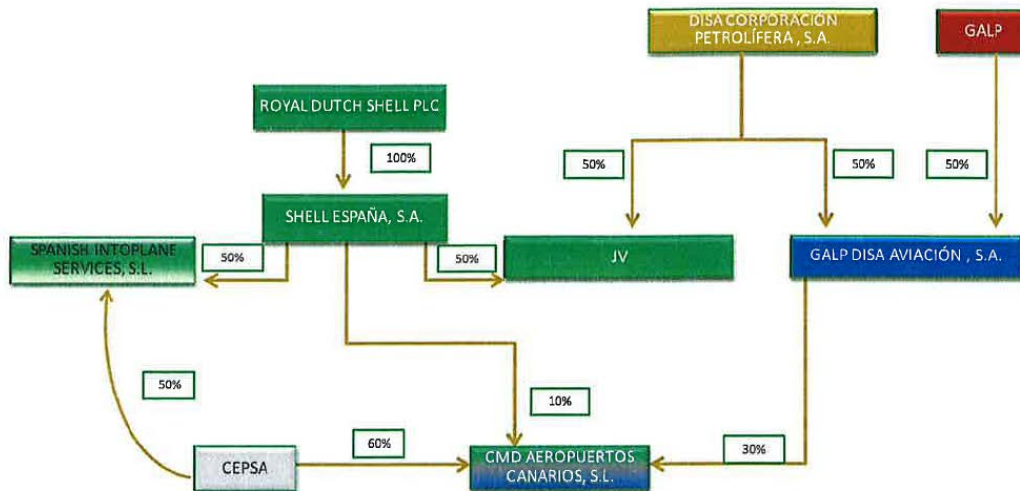 DISA CORPORACIÓN
PETROLÍFERA , S.A.
GALP
ROYAL DUTCH SHELL PLC
100%
50%
50%
50%
SHELL ESPAÑA, S.A.
SPANISH INTOPLANE
SERVICES, S.L.
50%
50%
JV
GALP DISA AVIACIÓN , S.A.
50%
10%
60%
30%
CEPSA
CMD AEROPUERTOS
CANARIOS, S.L.